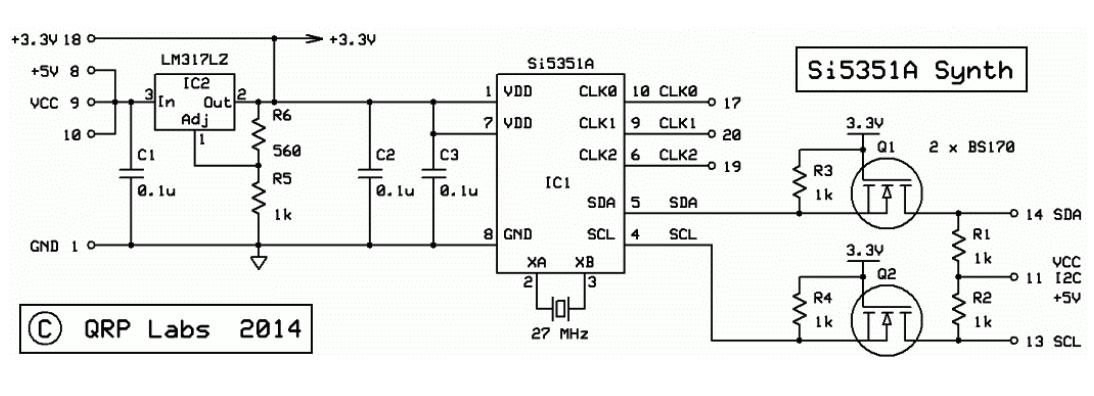 +3.3V 18
+3.3V
+5V 8
VCC 9
10
LM317LZ
IC2
3 In
Out 2
Adj
1
C1
0.1u
R6
560
R5
1k
C2
0.1u
C3
0.1u
GND 1
Si5351A
1 VDD
7 VDD
8 GND
IC1
CLK0 10 CLK0 17
CLK1 9 CLK1 20
CLK2 6 CLK2 19
SDA 5 SDA
SCL 4 SCL
XA XB
2 3
27 MHz
Si5351A Synth
3.3V
Q1
2 x BS170
R3
1k
14 SDA
R1
1k
VCC
11 I2C
+5V
3.3V
Q2
R4
1k
R2
1k
13 SCL
© QRP Labs 2014